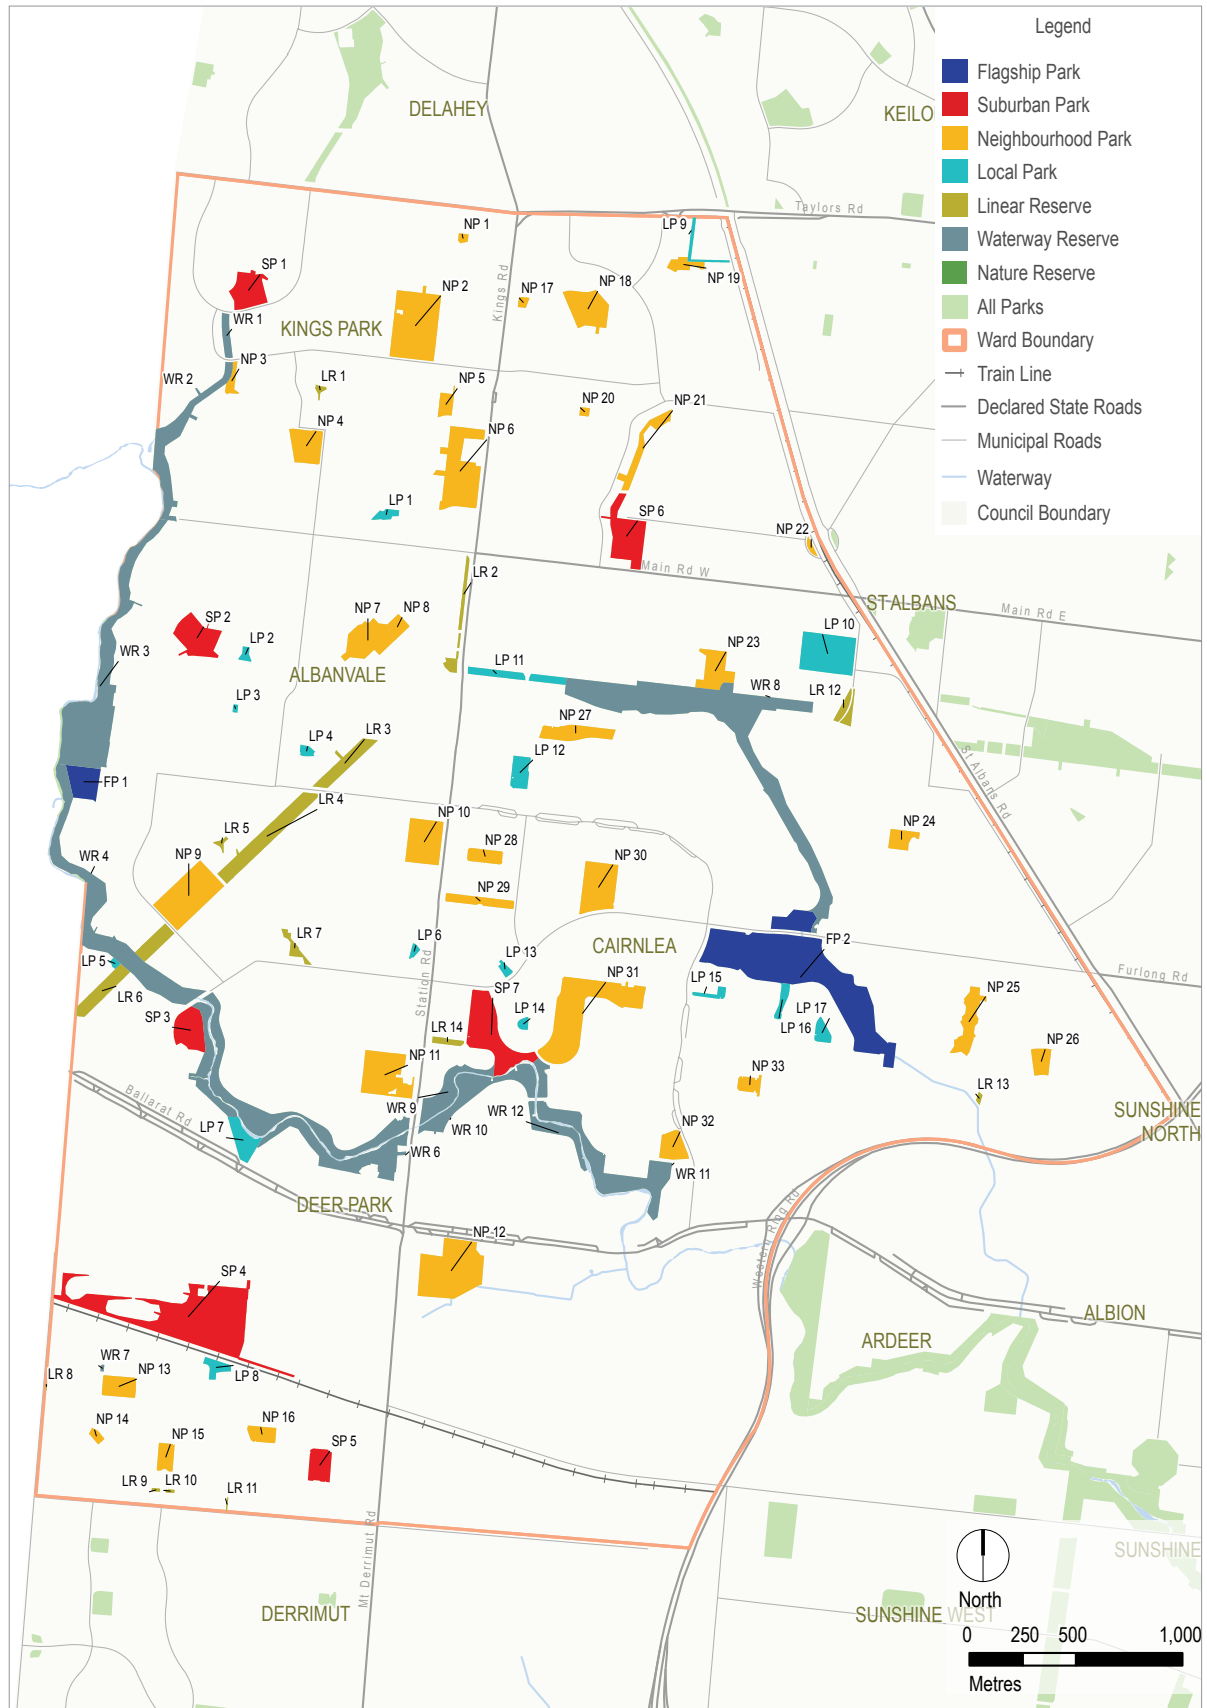 Legend
Flagship Park
Suburban Park
Neighbourhood Park
Local Park
Linear Reserve
Waterway Reserve
Nature Reserve
All Parks
Ward Boundary
Train Line
Declared State Roads
Municipal Roads
Waterway
Council Boundary
DELAHEY
KEILO
Taylors Rd
NP 1
LP 9
SP 1
NP 2
NP 17
NP 18
NP 19
Kings Rd
WR 1
KINGS PARK
NP 3
WR 2
LR 1
NP 5
NP 20
NP 21
NP 4
NP 6
LP 1
SP 6
NP 22
Main Rd W
LR 2
ST ALBANS
Main Rd E
SP 2
NP 7
NP 8
LP 2
LP 10
WR 3
NP 23
ALBANVALE
LP 11
WR 8
LR 12
LP 3
NP 27
LR 3
LP 4
LP 12
St Albans Rd
FP 1
LR 4
NP 10
LR 5
NP 24
NP 9
WR 4
NP 28
NP 30
NP 29
LR 7
LP 6
CAIRNLEA
FP 2
LP 5
LP 13
Station Rd
Furlong Rd
LR 6
NP 31
LP 15
SP 7
NP 25
SP 3
LP 14
LP 16
LP 17
LR 14
NP 26
NP 11
NP 33
Ballarat Rd
LR 13
WR 9
WR 12
SUNSHINE
NORTH
LP 7
WR 10
NP 32
WR 6
WR 11
DEER PARK
Western Ring Rd
NP 12
SP 4
ALBION
ARDEER
WR 7
NP 13
LR 8
LP 8
NP 14
NP 15
NP 16
SP 5
LR 9
LR 10
LR 11
Mt Derrimut Rd
SUNSHINE
North
DERRIMUT
SUNSHINE WEST
0 250 500 1,000
Metres